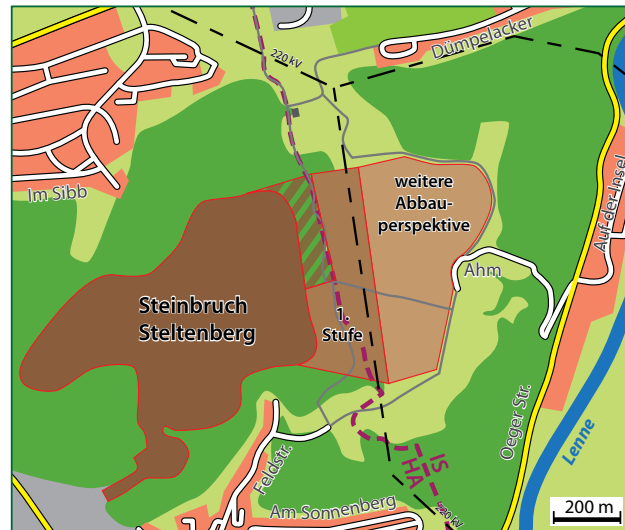 Dümpelacker
220 kV
Im Sibb
weitere
Abbau-
perspektive
Auf der Insel
Ahm
Steinbruch
Steltenberg
1.
Stufe
Oeger Str.
Lenne
Feldstr.
IS
HA
Am Sonnenberg
220 kV
200 m